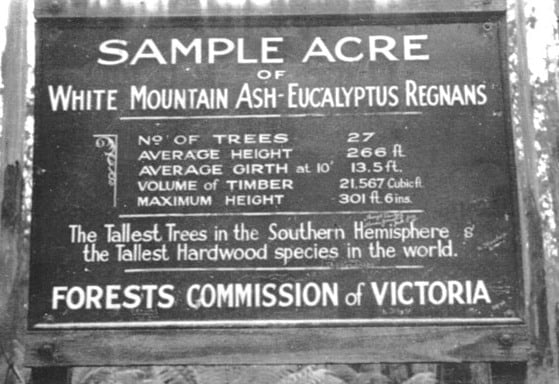 SAMPLE ACRE
OF
WHITE MOUNTAIN ASH-EUCALYPTUS REGNANS
No OF TREES 27
AVERAGE HEIGHT 266 ft.
AVERAGE GIRTH at 10' 13.5 ft.
VOLUME of TIMBER 21,567 Cubic ft.
MAXIMUM HEIGHT 301 ft. 6 ins.
The Tallest Trees in the Southern Hemisphere &
the Tallest Hardwood species in the world.
FORESTS COMMISSION of VICTORIA